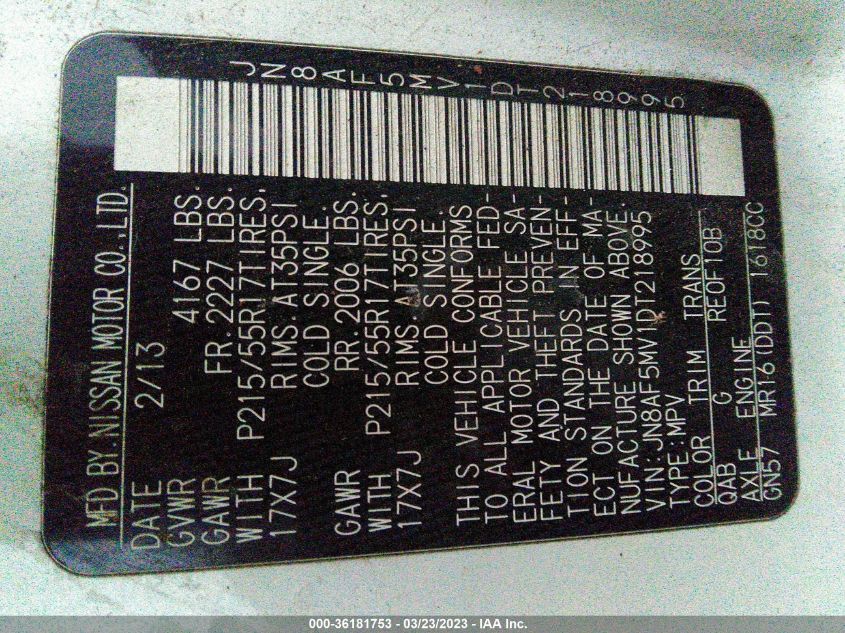 MFD BY.NISSAN MOTOR CO.,LTD.
DATE 2/13
GVWR 4167 LBS.
GAWR FR.2227 LBS.
WITH P215/55R17TIRES,
17X7J RIMS.AT35PSI
COLD SINGLE.
GAWR RR.2006 LBS.
WITH P215/55R17TIRES,
17X7J RIMS.AT35PSI
COLD SINGLE.
THIS VEHICLE CONFORMS
TO ALL APPLICABLE FED-
ERAL MOTOR VEHICLE SA-
FETY AND THEFT PREVEN-
TION STANDARDS IN EFF-
ECT ON THE DATE OF MA-
NUFACTURE SHOWN ABOVE.
VIN:JN8AF5MV1DT218995
TYPE:MPV
COLOR TRIM TRANS
QAB G RE0F10B
AXLE ENGINE
GN57 MR16(DDT) 1618CC
JN8AF5MV1DT218995
000-36181753 - 03/23/2023 - IAA Inc.